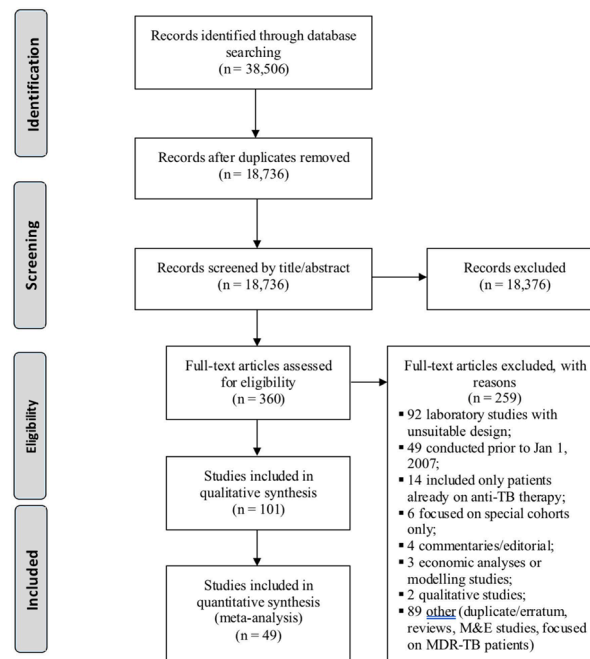 Identification
Records identified through database
searching
(n = 38,506)
Records after duplicates removed
(n = 18,736)
Screening
Records screened by title/abstract
(n = 18,736)
Records excluded
(n = 18,376)
Eligibility
Full-text articles assessed
for eligibility
(n = 360)
Full-text articles excluded, with
reasons
(n = 259)
▪ 92 laboratory studies with
unsuitable design;
▪ 49 conducted prior to Jan 1,
2007;
▪ 14 included only patients
already on anti-TB therapy;
▪ 6 focused on special cohorts
only;
▪ 4 commentaries/editorial;
▪ 3 economic analyses or
modelling studies;
▪ 2 qualitative studies;
▪ 89 other (duplicate/erratum,
reviews, M&E studies, focused
on MDR-TB patients)
Studies included in
qualitative synthesis
(n = 101)
Included
Studies included in
quantitative synthesis
(meta-analysis)
(n = 49)